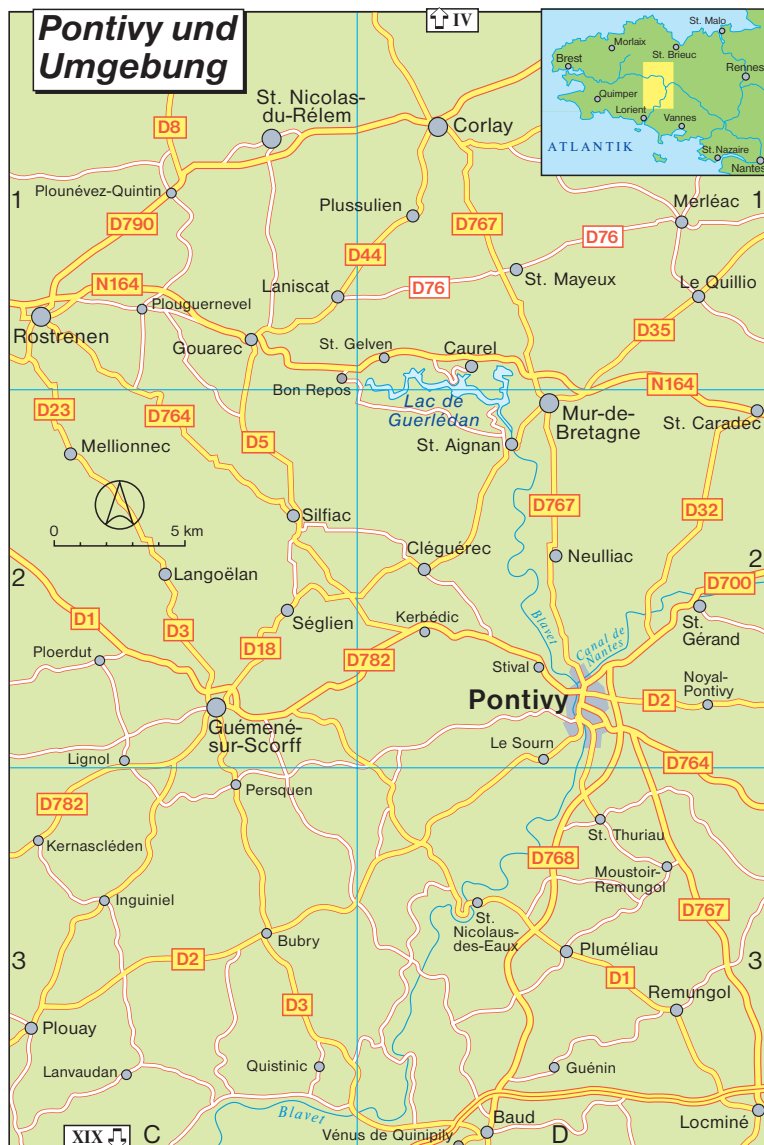 Pontivy und
Umgebung
IV
St. Malo
Morlaix
St. Brieuc
Brest
Rennes
Quimper
Lorient
Vannes
ATLANTIK
St. Nazaire
Nantes
St. Nicolas-
du-Rélem
D8
Corlay
Plounévez-Quintin
1
1
Plussulien
Merléac
D790
D767
D76
D44
N164
Laniscat
D76
St. Mayeux
Le Quillio
Plouguernevel
Rostrenen
D35
Gouarec
St. Gelven
Caurel
Bon Repos
N164
D23
D764
Lac de
Guerlédan
Mur-de-
Bretagne
St. Caradec
D5
St. Aignan
Mellionnec
D767
D32
Silfiac
0 5 km
Cléguérec
Neulliac
2
2
Langoëlan
D700
Blavet
Canal de
Nantes
D1
D3
Séglien
Kerbédic
St.
Gérand
D18
D782
Ploerdut
Stival
Noyal-
Pontivy
Pontivy
D2
Guémené-
sur-Scorff
Le Sourn
Lignol
D764
D782
Persquen
St. Thuriau
Kernascléden
D768
Moustoir-
Remungol
Inguiniel
D767
St.
Nicolaus-
des-Eaux
Bubry
Pluméliau
D2
3
3
D1
D3
Remungol
Plouay
Quistinic
Guénin
Lanvaudan
Blavet
Baud
Locminé
Vénus de Quinipily
XIX
C
D